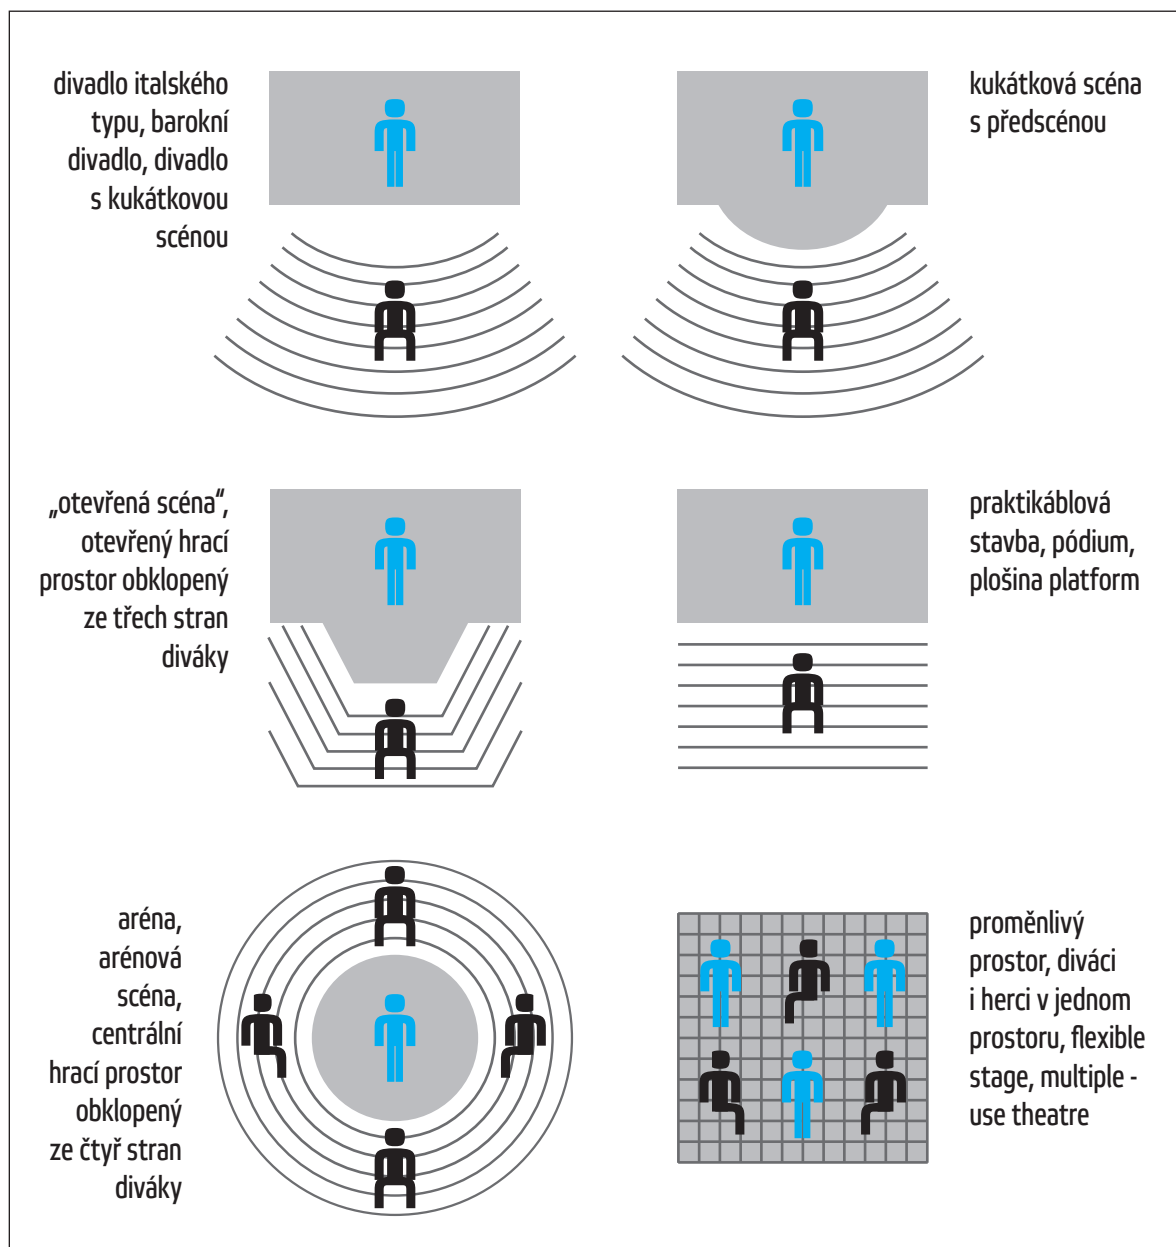 divadlo italského
typu, barokní
divadlo, divadlo
s kukátkovou
scénou
kukátková scéna
s předscénou
„otevřená scéna“,
otevřený hrací
prostor obklopený
ze třech stran
diváky
praktikáblová
stavba, pódium,
plošina platform
aréna,
arénová
scéna,
centrální
hrací prostor
obklopený
ze čtyř stran
diváky
proměnlivý
prostor, diváci
i herci v jednom
prostoru, flexible
stage, multiple -
use theatre